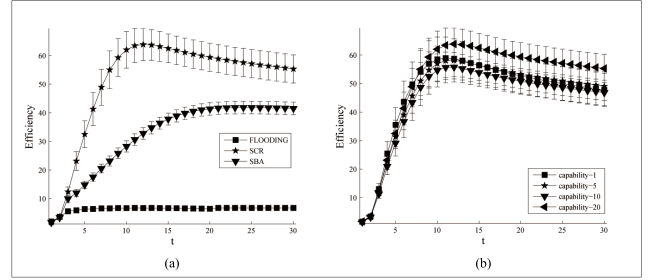 Efficiency
60
50
40
30
20
10
5 10 15 20 25 30
t
FLOODING
SCR
SBA
(a)
Efficiency
60
50
40
30
20
10
5 10 15 20 25 30
t
capability−1
capability−5
capability−10
capability−20
(b)